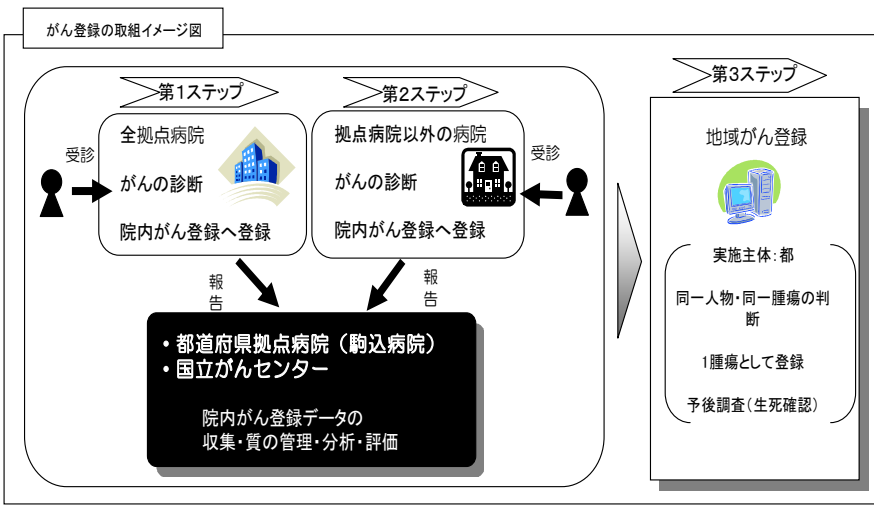 がん登録の取組イメージ図
第1ステップ
全拠点病院
がんの診断
院内がん登録へ登録
受診
第2ステップ
拠点病院以外の病院
がんの診断
院内がん登録へ登録
受診
報
告
報
告
・都道府県拠点病院（駒込病院）
・国立がんセンター
院内がん登録データの
収集・質の管理・分析・評価
第3ステップ
地域がん登録
実施主体：都
同一人物・同一腫瘍の判
断
1腫瘍として登録
予後調査（生死確認）